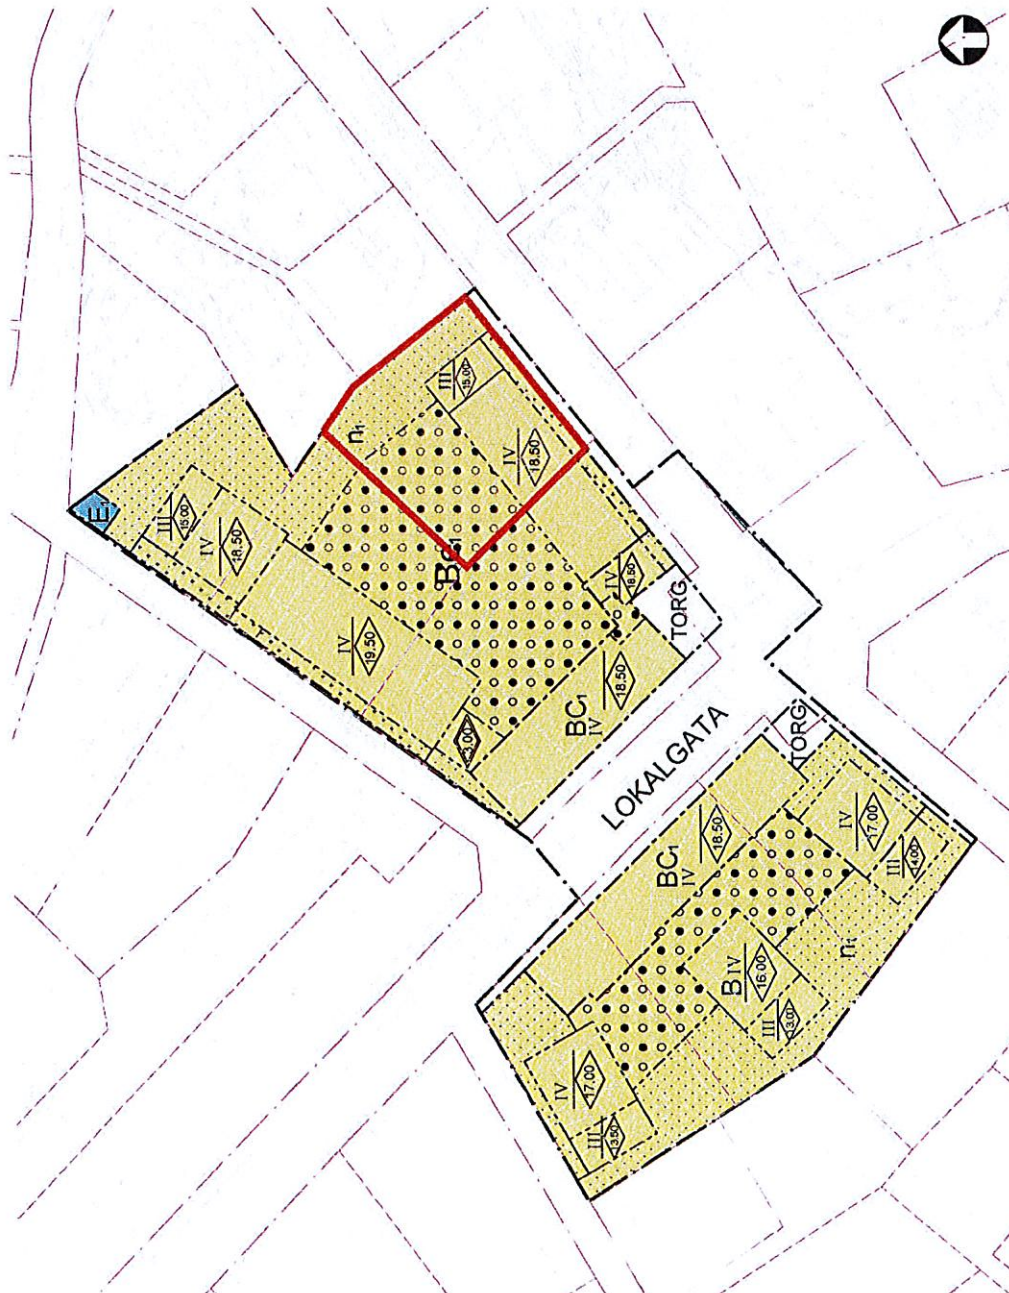 E1
III
15.00
IV
18.50
IV
19.50
3.00
n1
III
15.00
IV
18.50
BC1
IV
18.50
BC1
IV
18.50
TORG
LOKALGATA
TORG
BC1
IV
18.50
IV
17.00
III
14.00
n1
B IV
16.00
III
13.00
IV
17.00
III
13.50